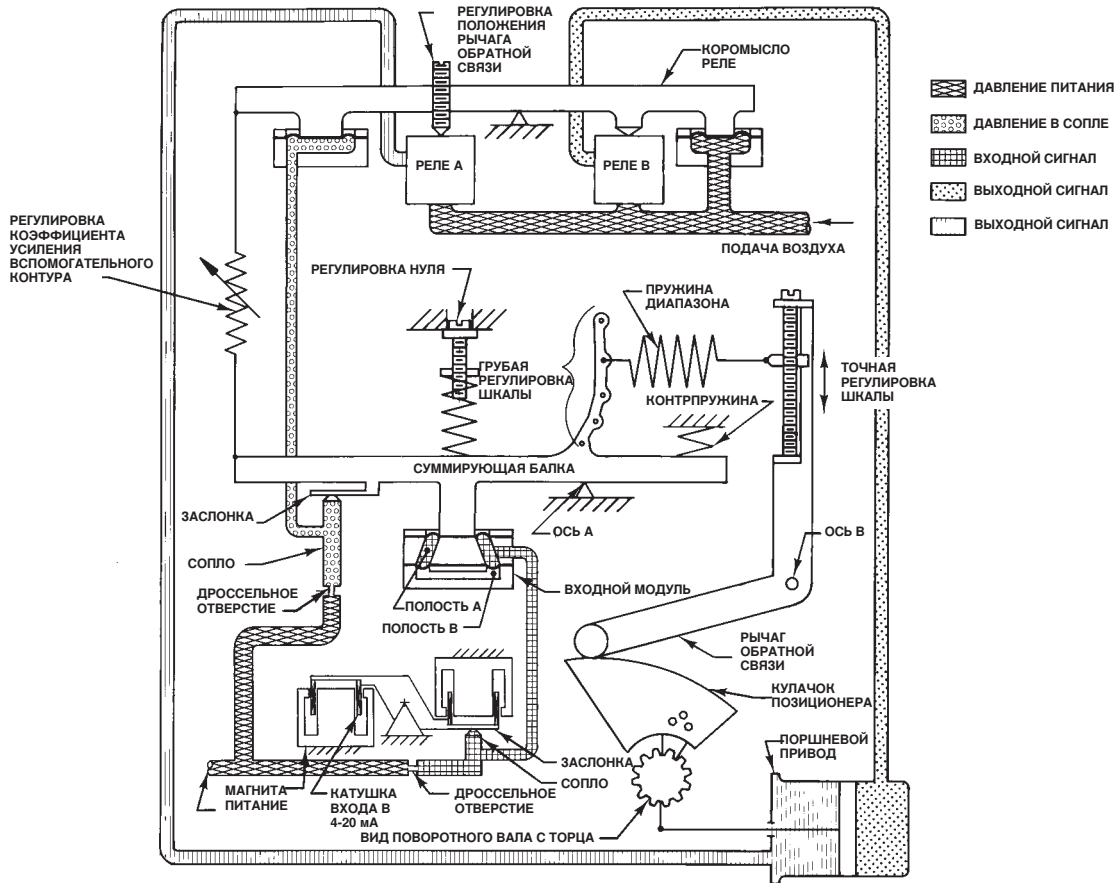 РЕГУЛИРОВКА
ПОЛОЖЕНИЯ
РЫЧАГА
ОБРАТНОЙ
СВЯЗИ
КОРОМЫСЛО
РЕЛЕ
ДАВЛЕНИЕ ПИТАНИЯ
ДАВЛЕНИЕ В СОПЛЕ
ВХОДНОЙ СИГНАЛ
ВЫХОДНОЙ СИГНАЛ
ВЫХОДНОЙ СИГНАЛ
РЕЛЕ А
РЕЛЕ В
ПОДАЧА ВОЗДУХА
РЕГУЛИРОВКА
КОЭФФИЦИЕНТА
УСИЛЕНИЯ
ВСПОМОГАТЕЛЬНОГО
КОНТУРА
РЕГУЛИРОВКА НУЛЯ
ПРУЖИНА
ДИАПАЗОНА
ГРУБАЯ
РЕГУЛИРОВКА
ШКАЛЫ
ТОЧНАЯ
РЕГУЛИРОВКА
ШКАЛЫ
КОНТРПРУЖИНА
СУММИРУЮЩАЯ БАЛКА
ЗАСЛОНКА
ОСЬ А
ОСЬ В
СОПЛО
ДРОССЕЛЬНОЕ
ОТВЕРСТИЕ
ВХОДНОЙ МОДУЛЬ
ПОЛОСТЬ А
ПОЛОСТЬ В
РЫЧАГ
ОБРАТНОЙ
СВЯЗИ
КУЛАЧОК
ПОЗИЦИОНЕРА
ПОРШНЕВОЙ
ПРИВОД
ЗАСЛОНКА
СОПЛО
МАГНИТА
ПИТАНИЕ
КАТУШКА
ВХОДА В
4-20 мА
ДРОССЕЛЬНОЕ
ОТВЕРСТИЕ
ВИД ПОВОРОТНОГО ВАЛА С ТОРЦА